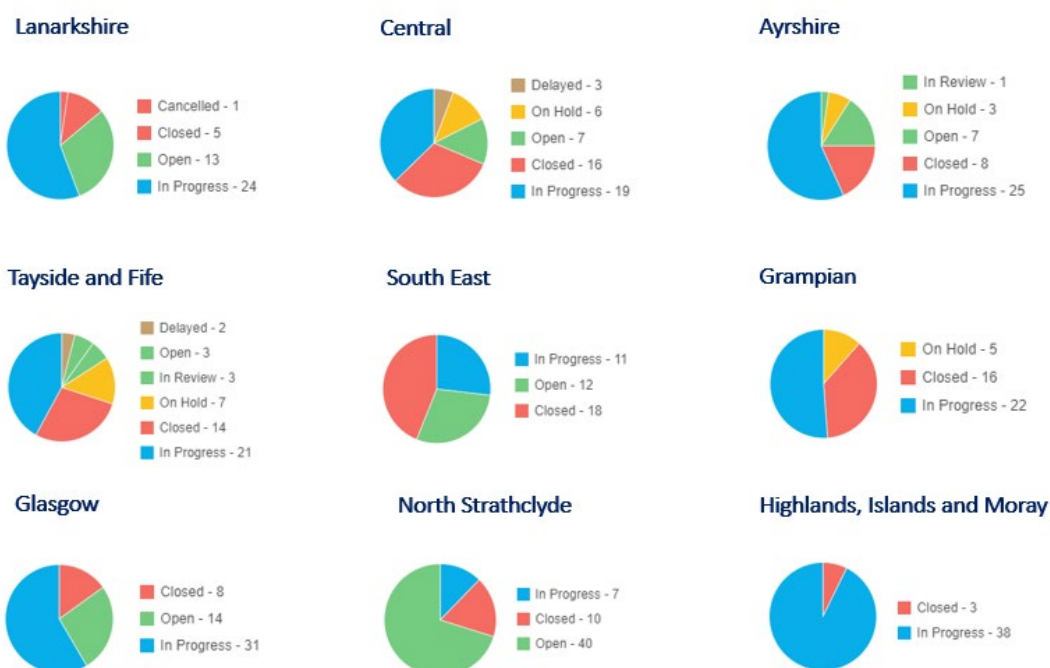 Lanarkshire
Cancelled - 1
Closed - 5
Open - 13
In Progress - 24
Central
Delayed - 3
On Hold - 6
Open - 7
Closed - 16
In Progress - 19
Ayrshire
In Review - 1
On Hold - 3
Open - 7
Closed - 8
In Progress - 25
Tayside and Fife
Delayed - 2
Open - 3
In Review - 3
On Hold - 7
Closed - 14
In Progress - 21
South East
In Progress - 11
Open - 12
Closed - 18
Grampian
On Hold - 5
Closed - 16
In Progress - 22
Glasgow
Closed - 8
Open - 14
In Progress - 31
North Strathclyde
In Progress - 7
Closed - 10
Open - 40
Highlands, Islands and Moray
Closed - 3
In Progress - 38